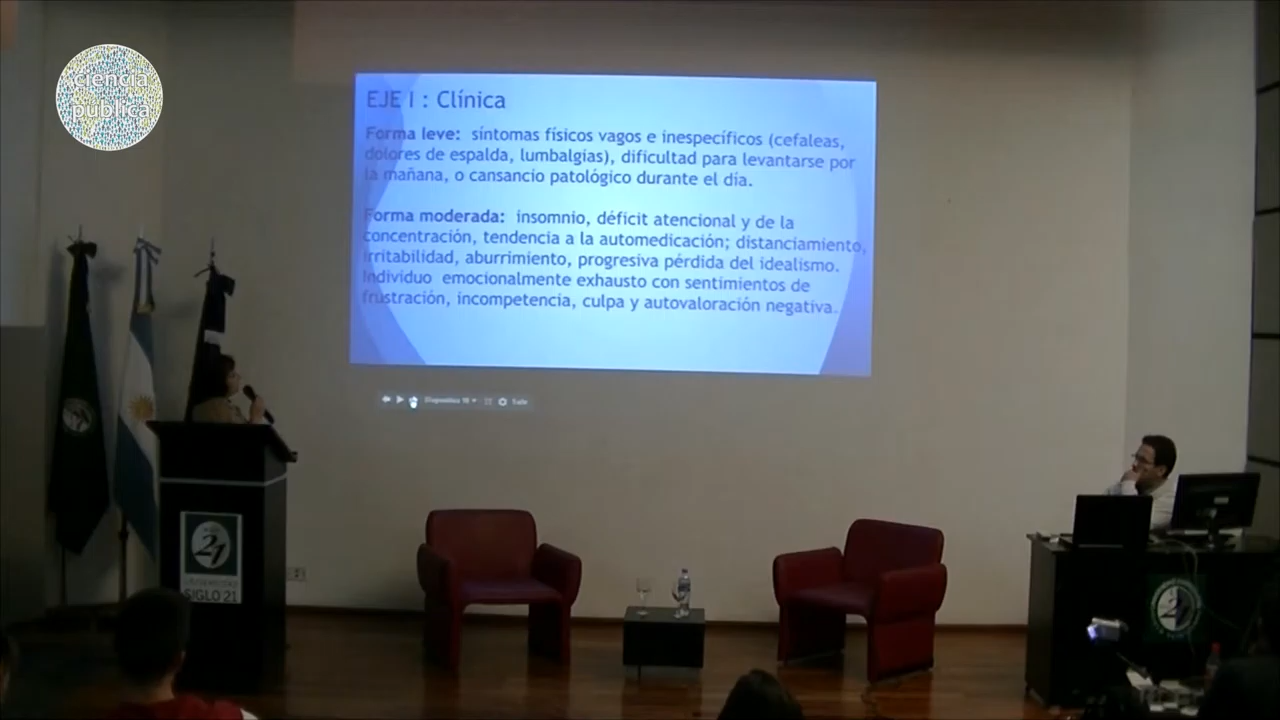 ciencia
pública
EJE I : Clínica
Forma leve: síntomas físicos vagos e inespecíficos (cefaleas,
dolores de espalda, lumbalgias), dificultad para levantarse por
la mañana, o cansancio patológico durante el día.
Forma moderada: insomnio, déficit atencional y de la
concentración, tendencia a la automedicación; distanciamiento,
irritabilidad, aburrimiento, progresiva pérdida del idealismo.
Individuo emocionalmente exhausto con sentimientos de
frustración, incompetencia, culpa y autovaloración negativa.
21
UNIVERSIDAD
SIGLO 21
21